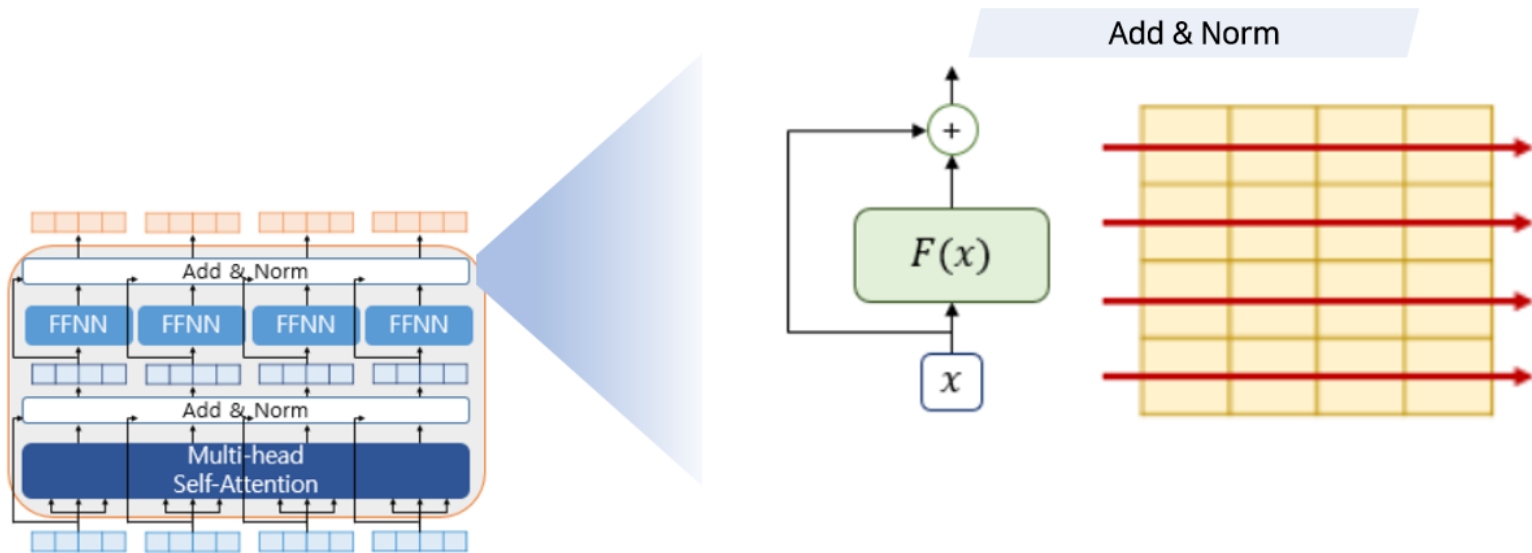 Add & Norm
+
F(x)
x
Add & Norm
FFNN FFNN FFNN FFNN
Add & Norm
Multi-head
Self-Attention